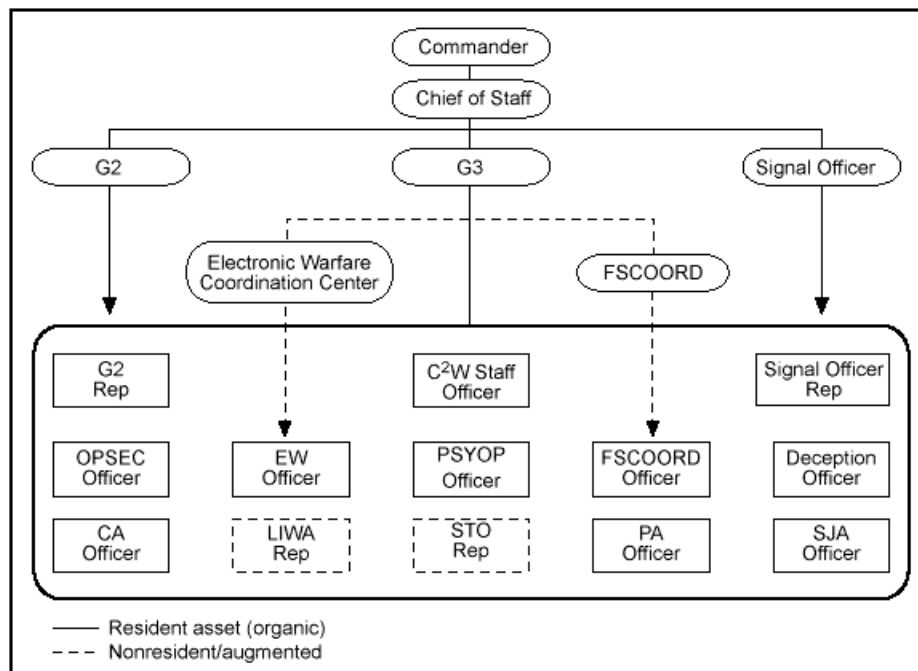 Commander
Chief of Staff
G2
G3
Signal Officer
Electronic Warfare
Coordination Center
FSCOORD
G2
Rep
C²W Staff
Officer
Signal Officer
Rep
OPSEC
Officer
EW
Officer
PSYOP
Officer
FSCOORD
Officer
Deception
Officer
CA
Officer
LIWA
Rep
STO
Rep
PA
Officer
SJA
Officer
Resident asset (organic)
Nonresident/augmented